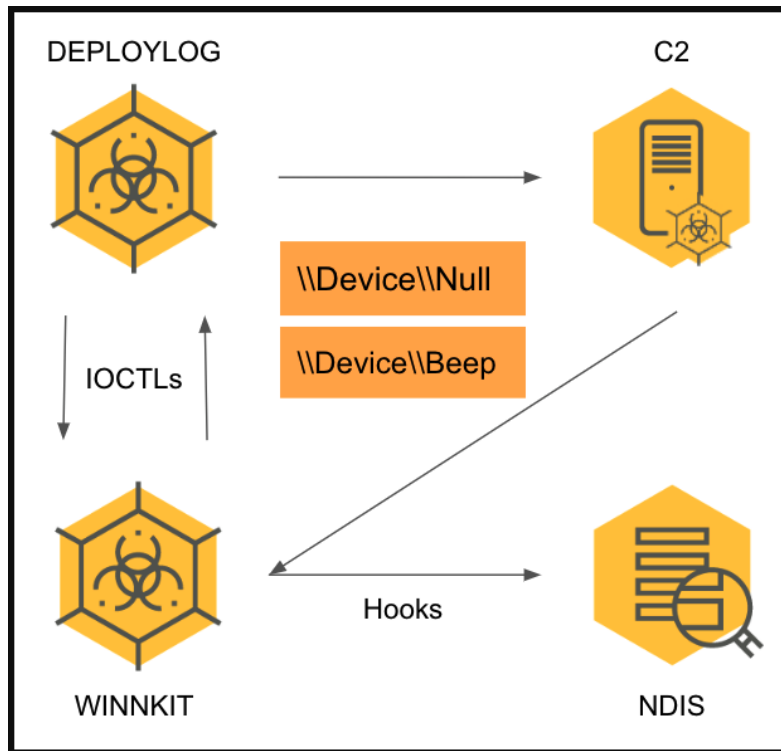 DEPLOYLOG
C2
\\Device\\Null
\\Device\\Beep
IOCTLs
Hooks
WINNKIT
NDIS